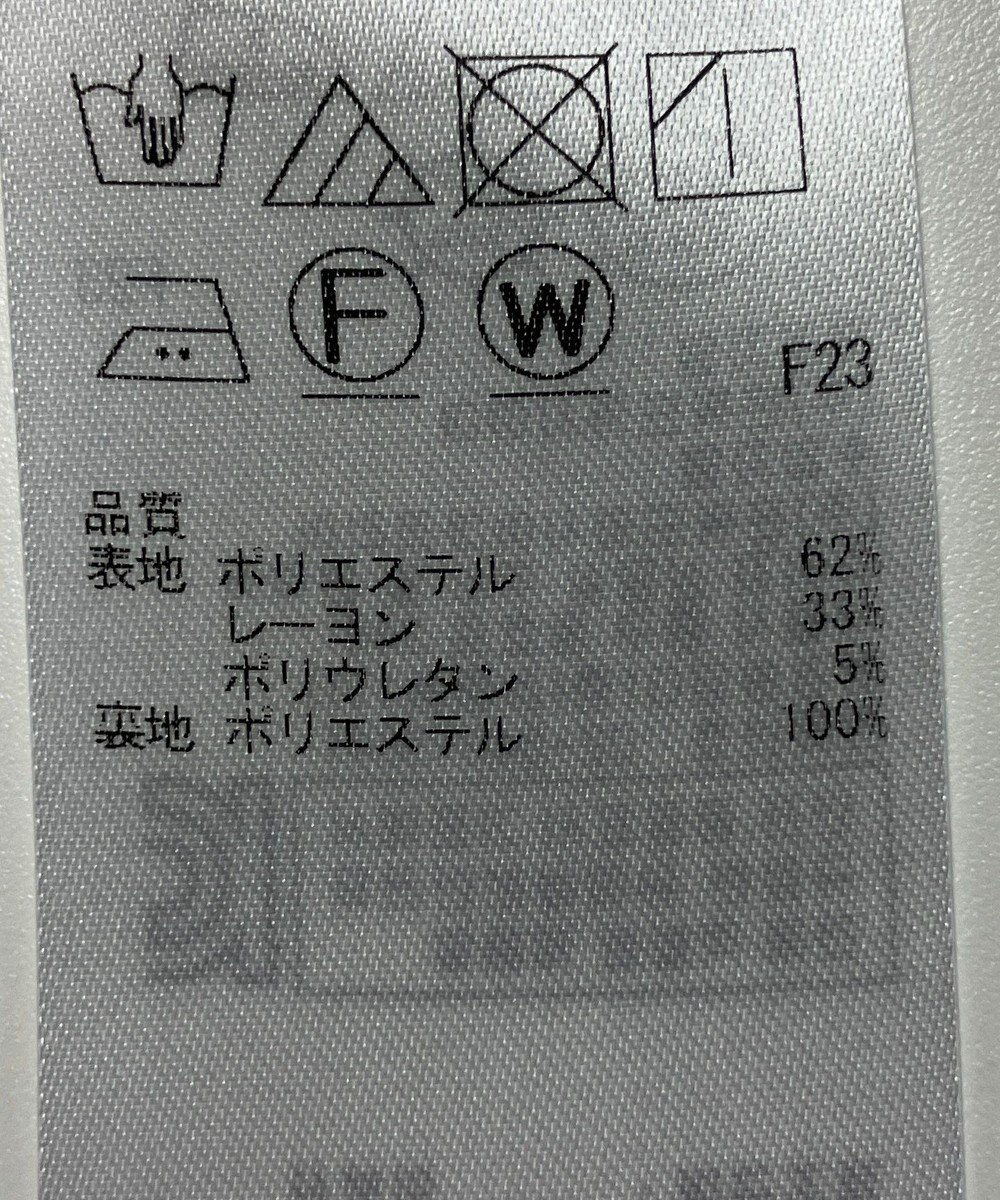 F W
F23
品質
表地 ポリエステル 62%
レーヨン 33%
ポリウレタン 5%
裏地 ポリエステル 100%